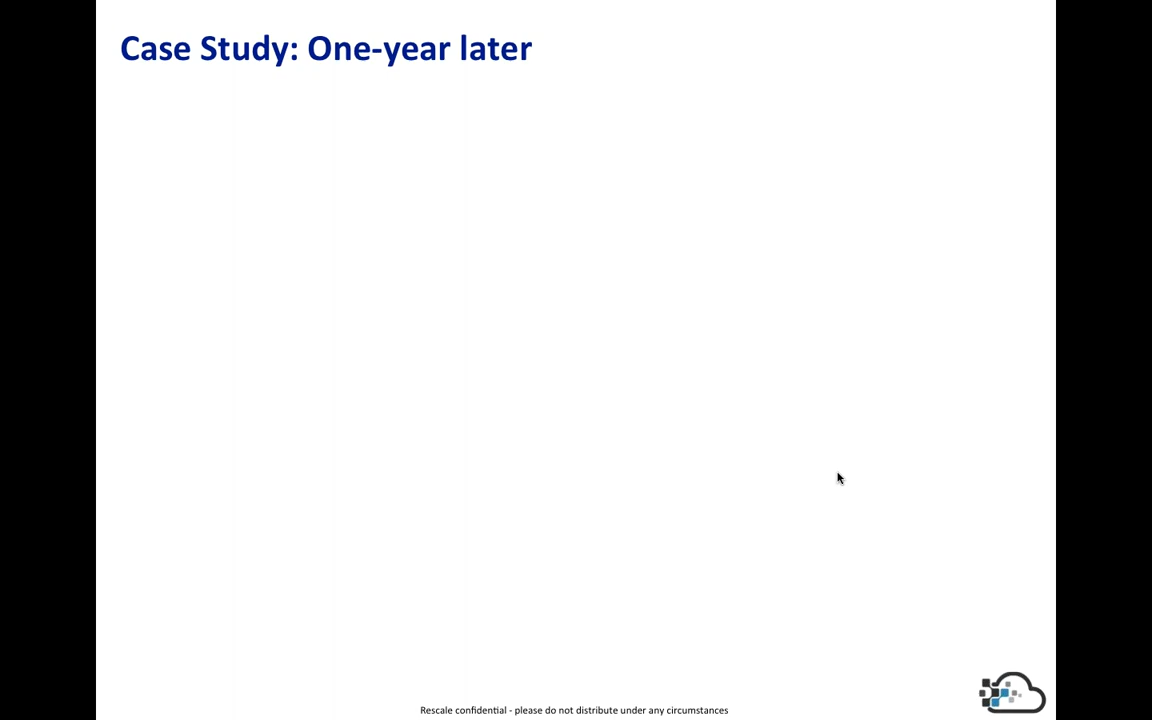 Case Study: One-year later
Rescale confidential - please do not distribute under any circumstances